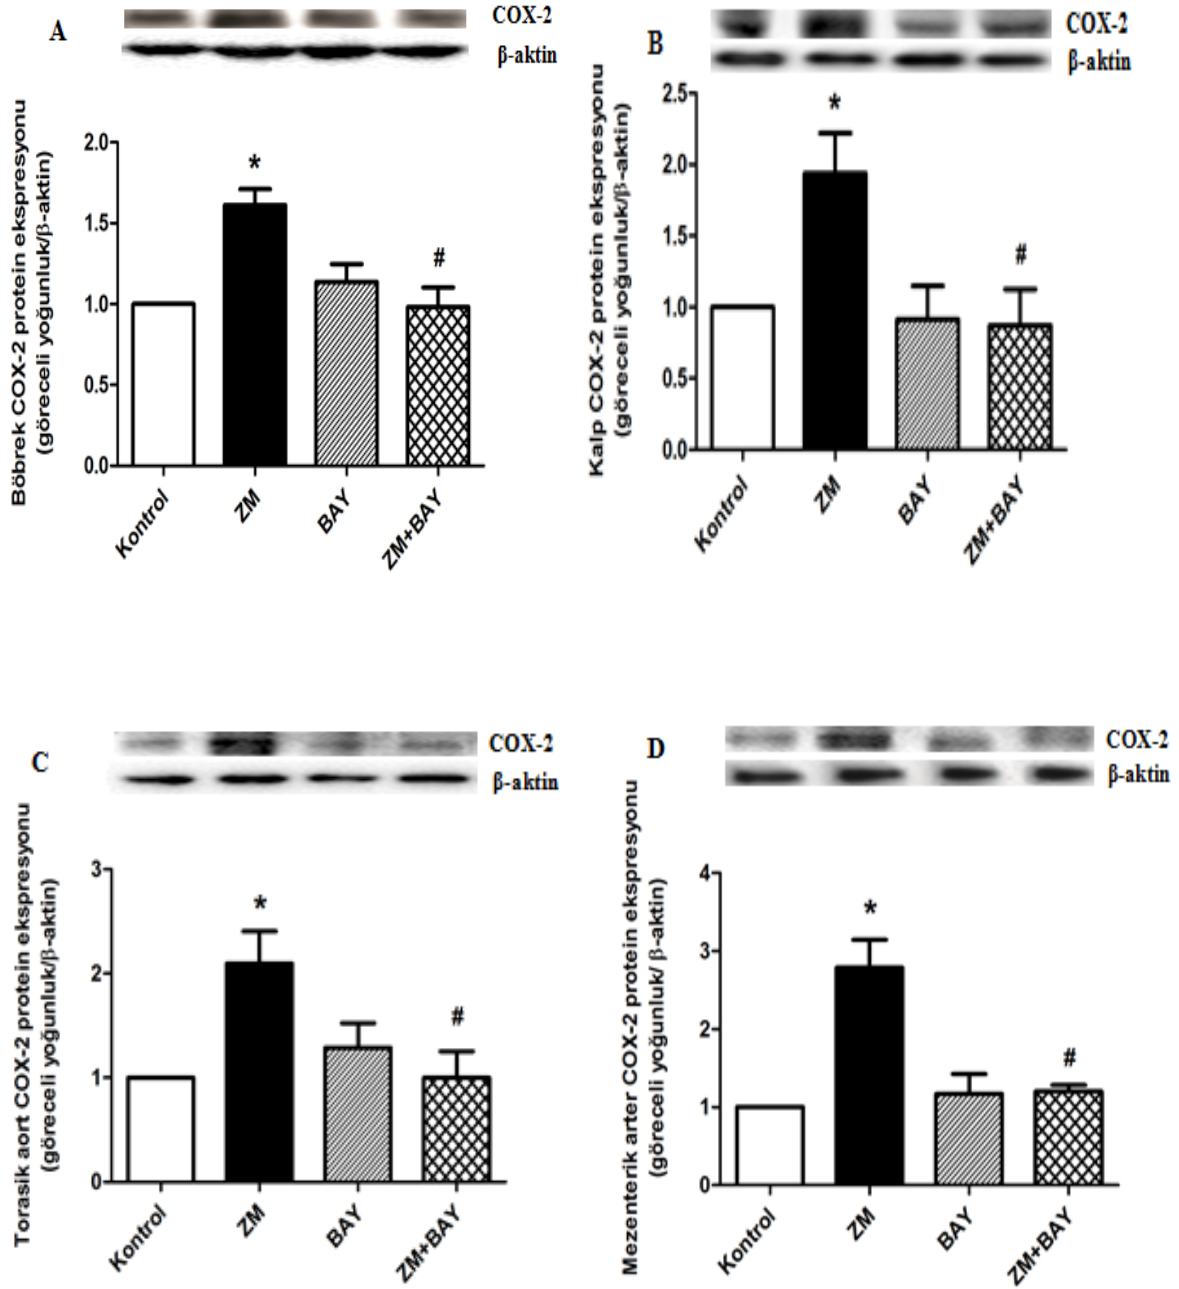 A
COX-2
β-aktin
Böbrek COX-2 protein ekspresyonu
(göreceli yoğunluk/β-aktin)
2.0
1.5
1.0
0.5
0.0
*
#
Kontrol
ZM
BAY
ZM+BAY
B
COX-2
β-aktin
Kalp COX-2 protein ekspresyonu
(göreceli yoğunluk/β-aktin)
2.5
2.0
1.5
1.0
0.5
0.0
*
#
Kontrol
ZM
BAY
ZM+BAY
C
COX-2
β-aktin
Torasik aort COX-2 protein ekspresyonu
(göreceli yoğunluk/β-aktin)
3
2
1
0
*
#
Kontrol
ZM
BAY
ZM+BAY
D
COX-2
β-aktin
Mezenterik arter COX-2 protein ekspresyonu
(göreceli yoğunluk/ β-aktin)
4
3
2
1
0
*
#
Kontrol
ZM
BAY
ZM+BAY